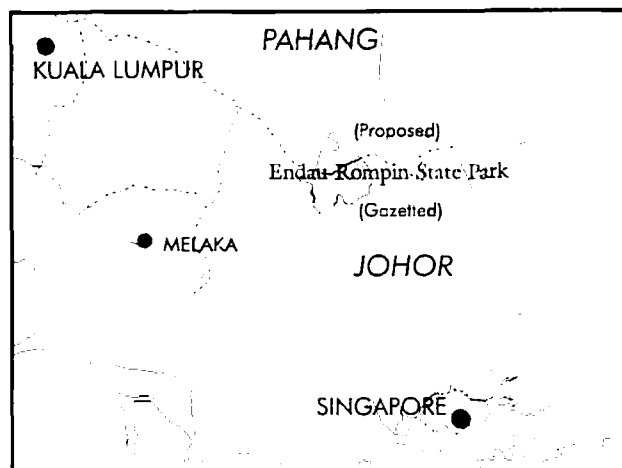 PAHANG
KUALA LUMPUR
(Proposed)
Endau-Rompin State Park
(Gazetted)
MELAKA
JOHOR
SINGAPORE